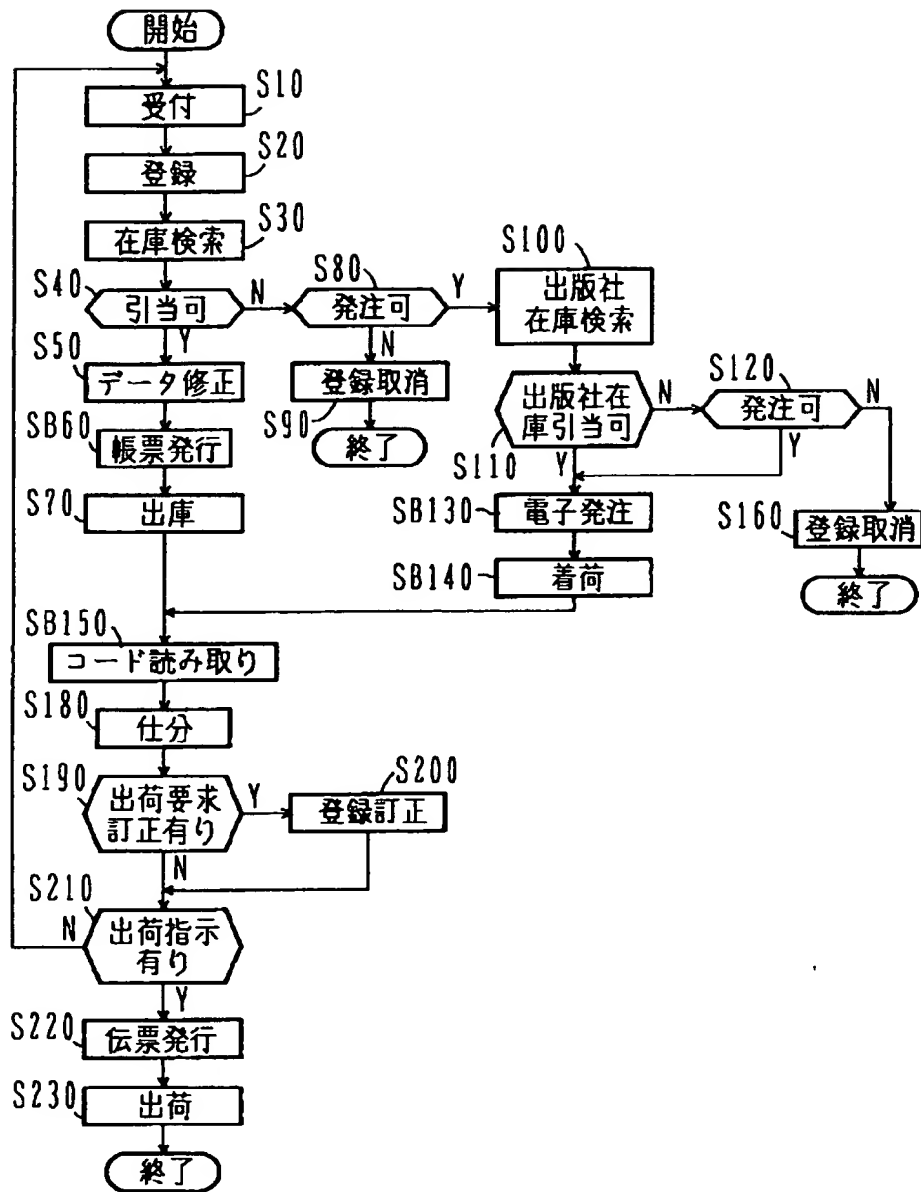 開始
S10
受付
S20
登録
S30
在庫検索
S40
引当可
N
Y
S80
発注可
Y
N
S100
出版社
在庫検索
S50
データ修正
S90
登録取消
終了
S110
出版社在
庫引当可
N
Y
S120
発注可
N
Y
SB60
帳票発行
S70
出庫
SB130
電子発注
S160
登録取消
終了
SB140
着荷
SB150
コード読み取り
S180
仕分
S190
出荷要求
訂正有り
Y
N
S200
登録訂正
S210
出荷指示
有り
N
Y
S220
伝票発行
S230
出荷
終了